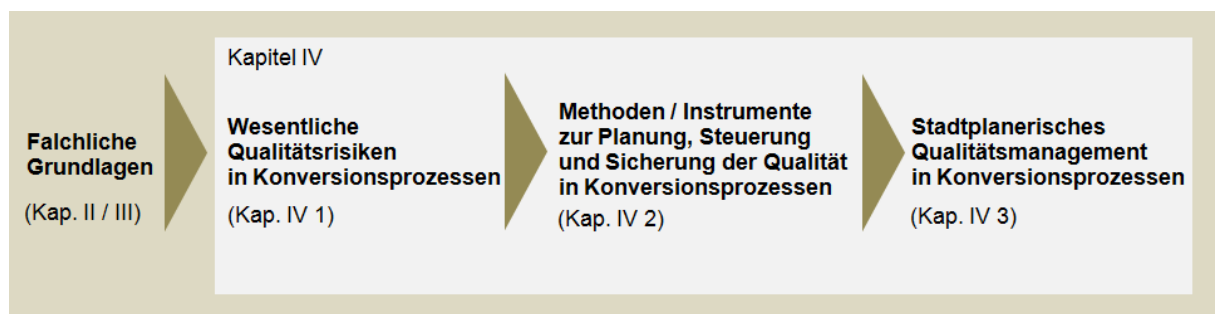 Falchliche
Grundlagen
(Kap. II / III)
Kapitel IV
Wesentliche
Qualitätsrisiken
in Konversionsprozessen
(Kap. IV 1)
Methoden / Instrumente
zur Planung, Steuerung
und Sicherung der Qualität
in Konversionsprozessen
(Kap. IV 2)
Stadtplanerisches
Qualitätsmanagement
in Konversionsprozessen
(Kap. IV 3)